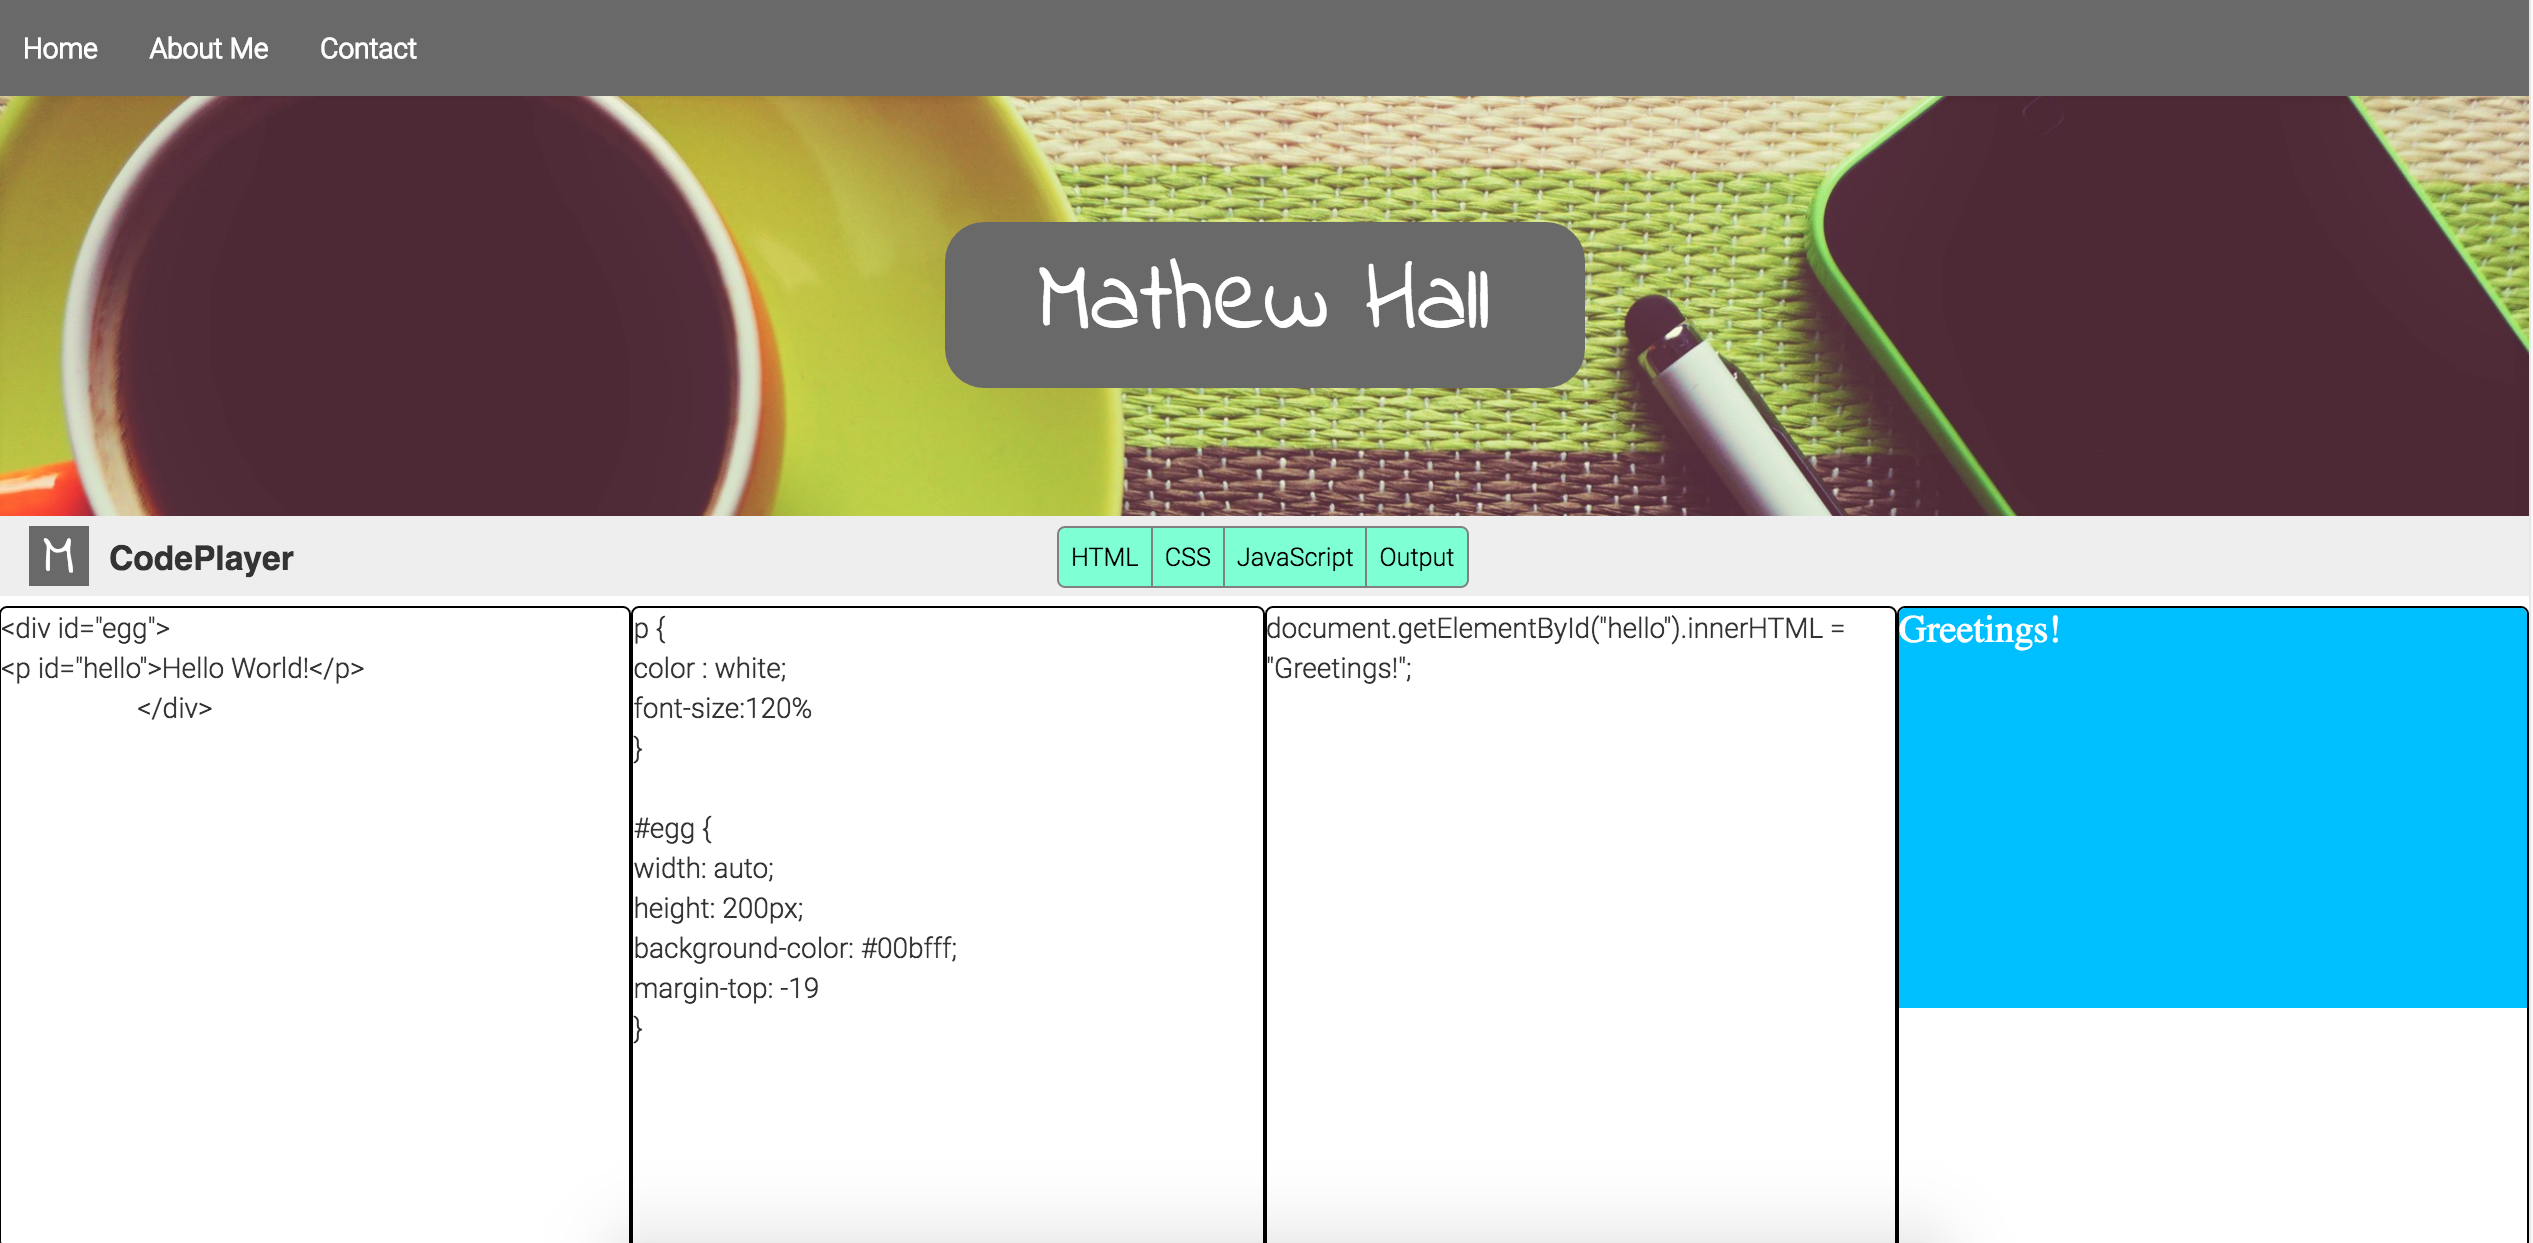 Home About Me Contact
Mathew Hall
M CodePlayer HTML CSS JavaScript Output
<div id="egg">
<p id="hello">Hello World!</p>
</div>
p {
color : white;
font-size:120%
}
#egg {
width: auto;
height: 200px;
background-color: #00bfff;
margin-top: -19
}
document.getElementById("hello").innerHTML =
"Greetings!";
Greetings!